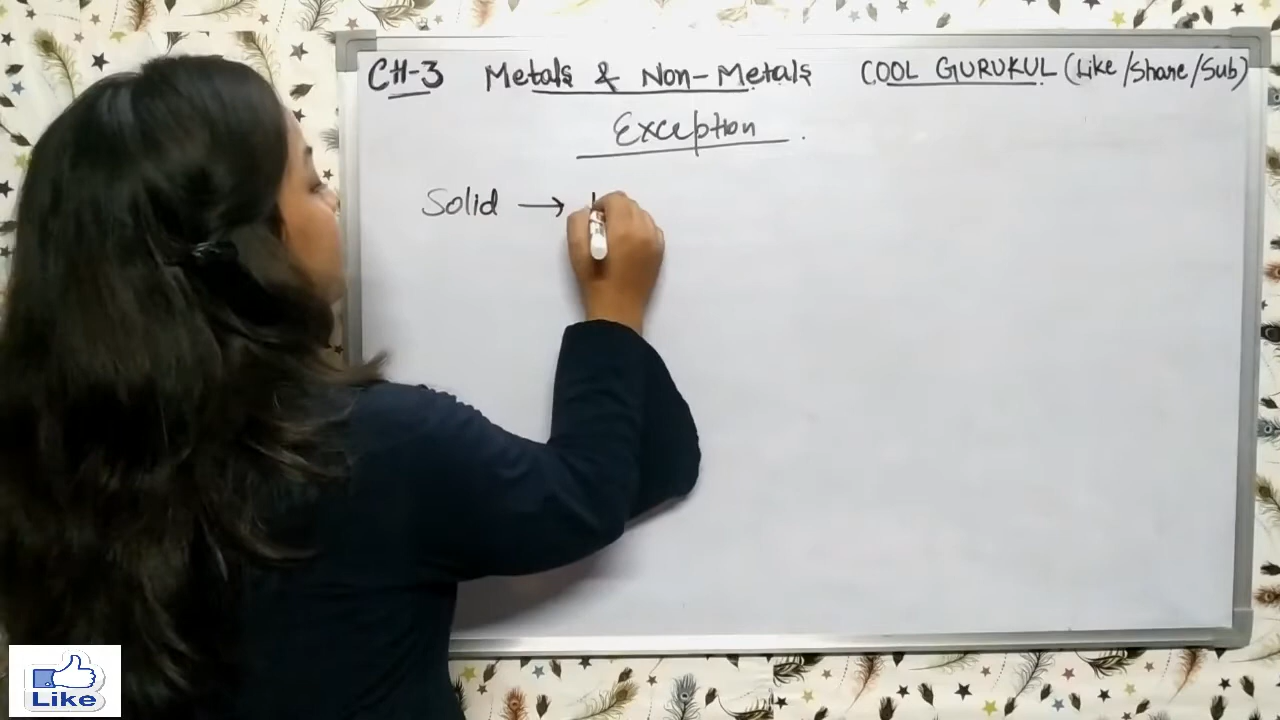 CH-3 Metals & Non-Metals COOL GURUKUL (Like/Share/Sub)
Exception
Solid →
Like